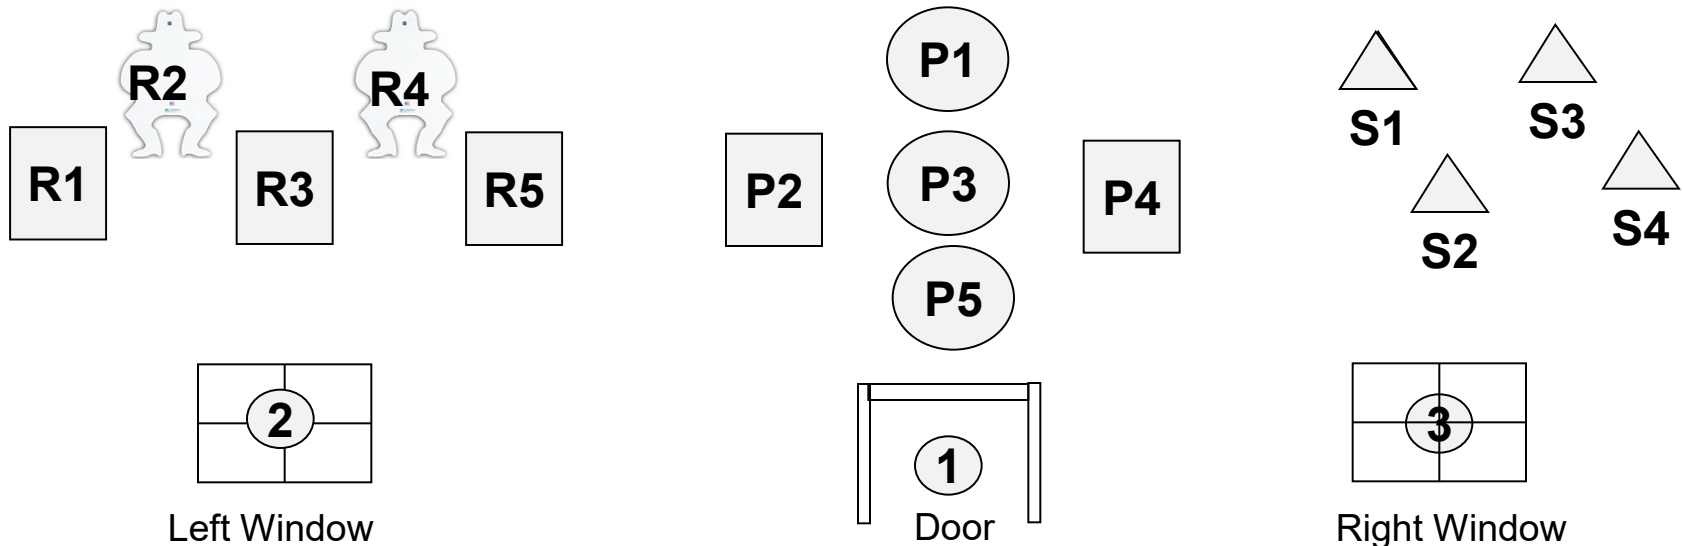 R2 R4 P1
R1 R3 R5 P2 P3 P4
P5
S1 S3
S2 S4
2 1 3
Left Window Door Right Window